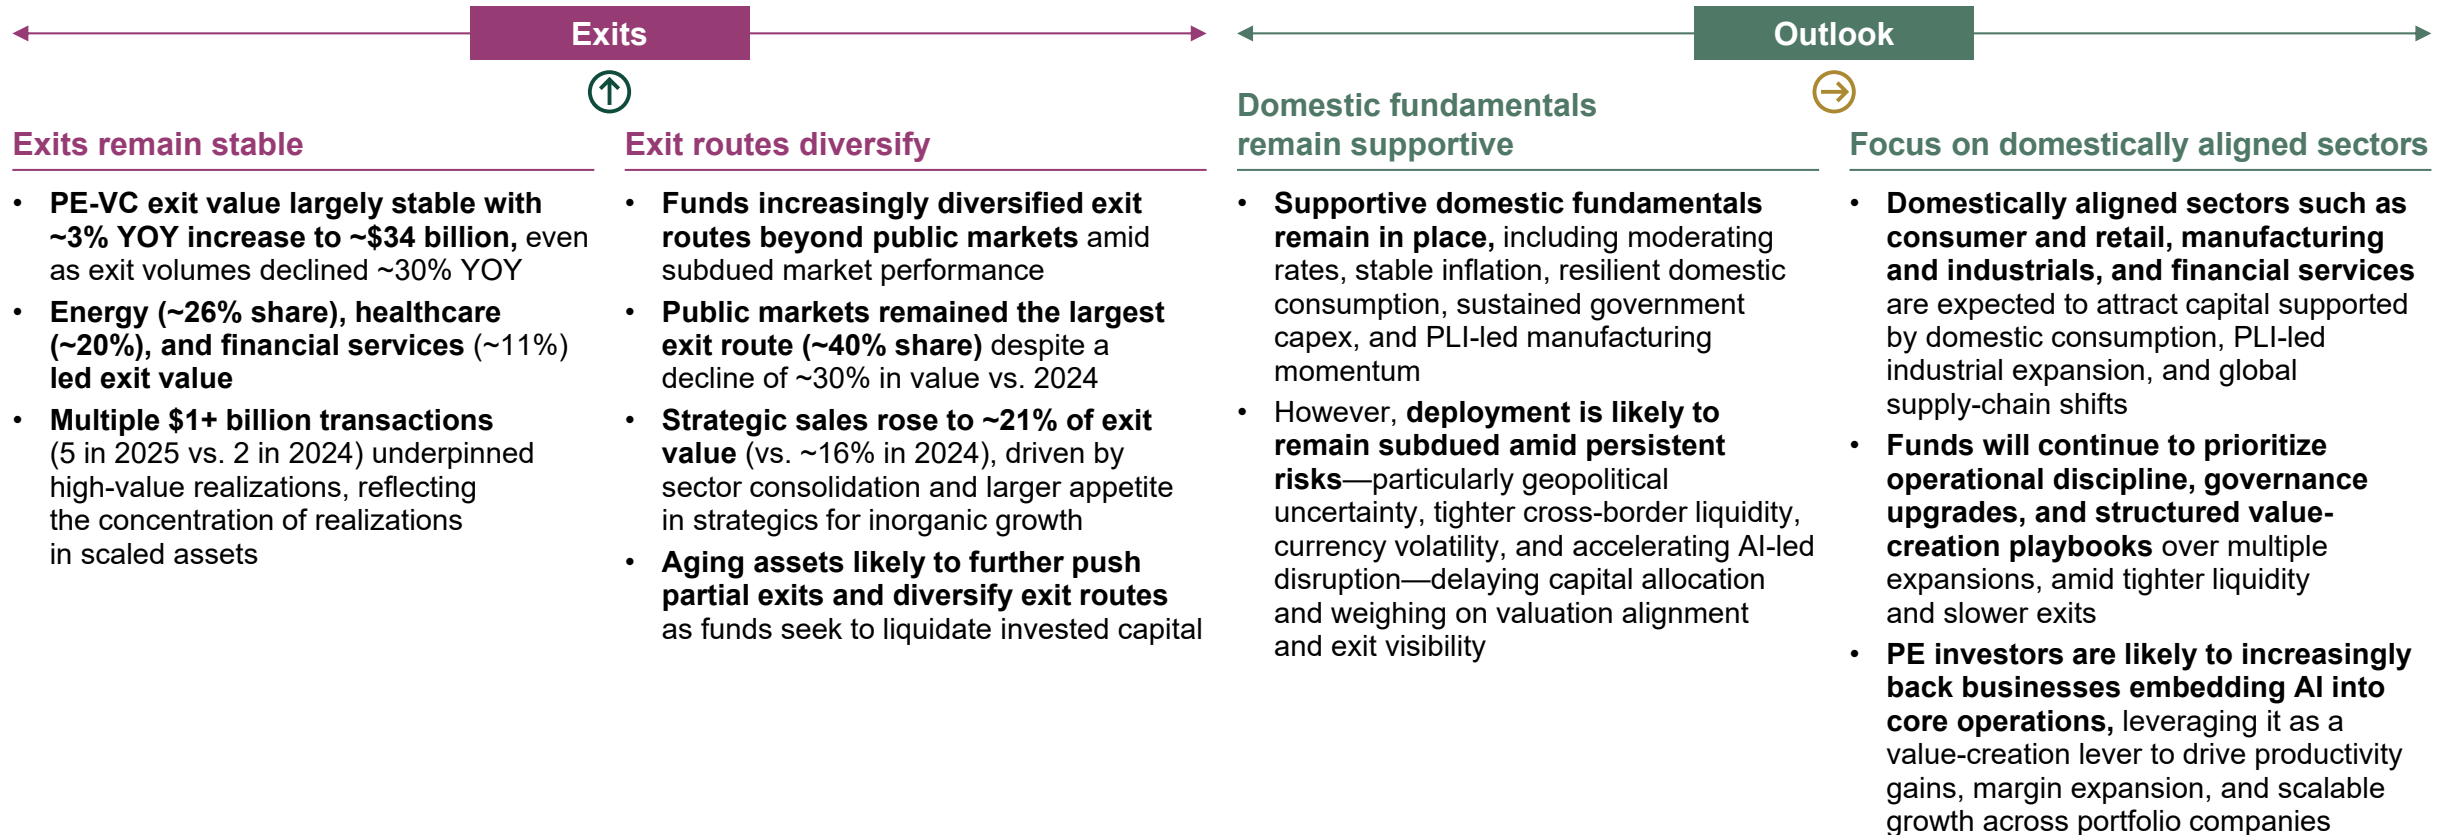 Exits
Exits remain stable
• PE-VC exit value largely stable with
~3% YOY increase to ~$34 billion, even
as exit volumes declined ~30% YOY
• Energy (~26% share), healthcare
(~20%), and financial services (~11%)
led exit value
• Multiple $1+ billion transactions
(5 in 2025 vs. 2 in 2024) underpinned
high-value realizations, reflecting
the concentration of realizations
in scaled assets
Exit routes diversify
• Funds increasingly diversified exit
routes beyond public markets amid
subdued market performance
• Public markets remained the largest
exit route (~40% share) despite a
decline of ~30% in value vs. 2024
• Strategic sales rose to ~21% of exit
value (vs. ~16% in 2024), driven by
sector consolidation and larger appetite
in strategics for inorganic growth
• Aging assets likely to further push
partial exits and diversify exit routes
as funds seek to liquidate invested capital
Outlook
Domestic fundamentals
remain supportive
• Supportive domestic fundamentals
remain in place, including moderating
rates, stable inflation, resilient domestic
consumption, sustained government
capex, and PLI-led manufacturing
momentum
• However, deployment is likely to
remain subdued amid persistent
risks—particularly geopolitical
uncertainty, tighter cross-border liquidity,
currency volatility, and accelerating AI-led
disruption—delaying capital allocation
and weighing on valuation alignment
and exit visibility
Focus on domestically aligned sectors
• Domestically aligned sectors such as
consumer and retail, manufacturing
and industrials, and financial services
are expected to attract capital supported
by domestic consumption, PLI-led
industrial expansion, and global
supply-chain shifts
• Funds will continue to prioritize
operational discipline, governance
upgrades, and structured value-
creation playbooks over multiple
expansions, amid tighter liquidity
and slower exits
• PE investors are likely to increasingly
back businesses embedding AI into
core operations, leveraging it as a
value-creation lever to drive productivity
gains, margin expansion, and scalable
growth across portfolio companies